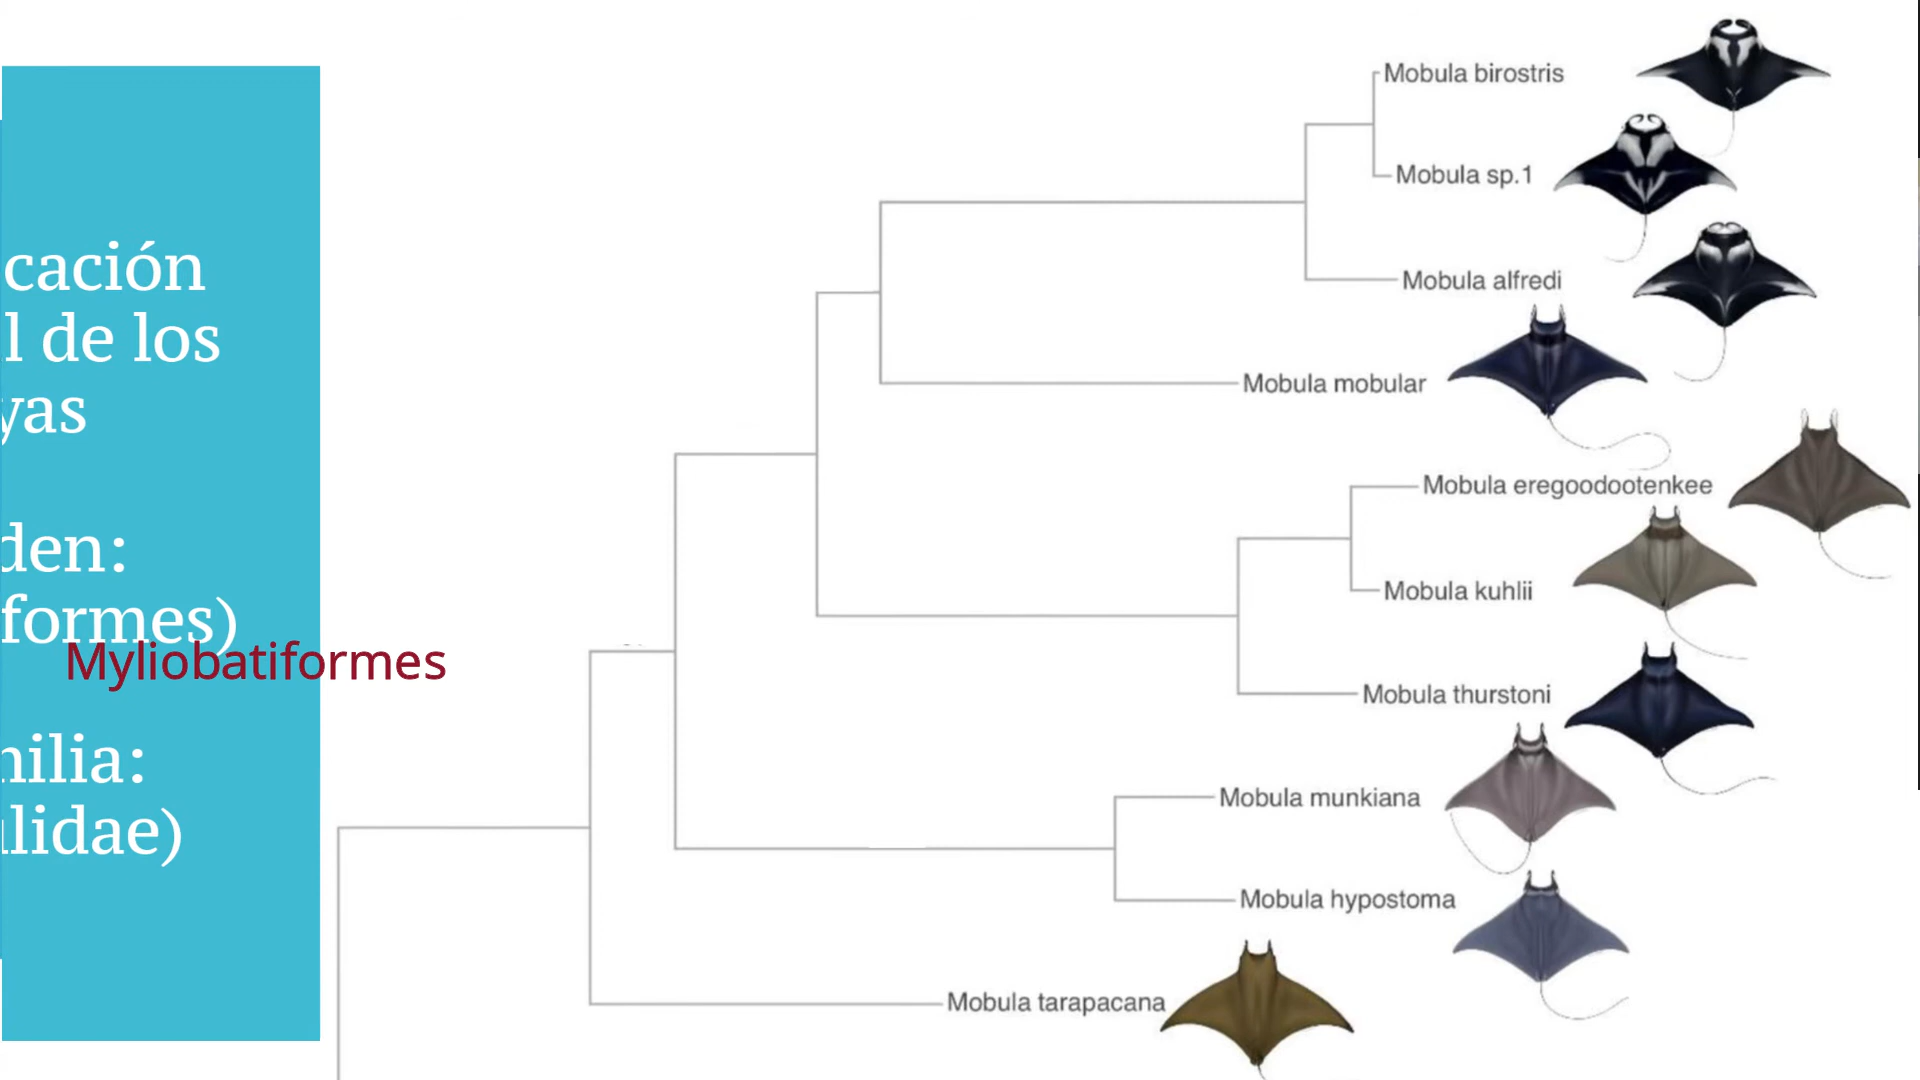 cación
l de los
yas
den:
formes)
Myliobatiformes
nilia:
lidae)
Mobula birostris
Mobula sp.1
Mobula alfredi
Mobula mobular
Mobula eregoodootenkee
Mobula kuhlii
Mobula thurstoni
Mobula munkiana
Mobula hypostoma
Mobula tarapacana